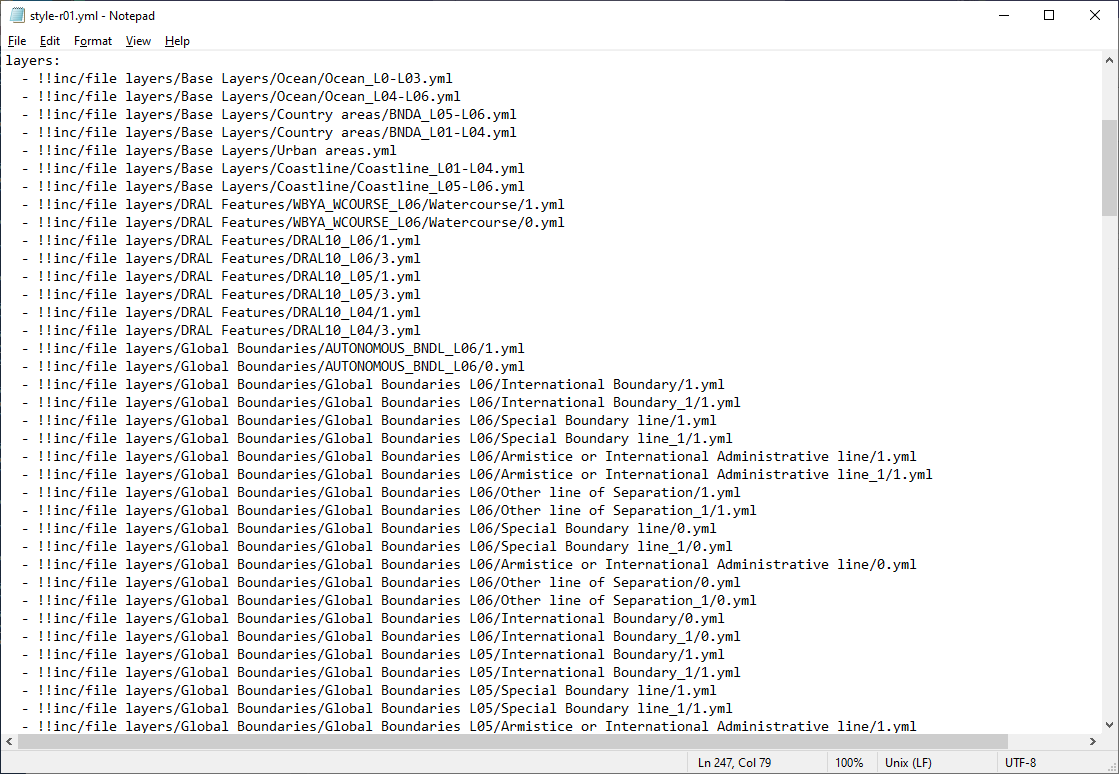 style-r01.yml - Notepad
File Edit Format View Help
layers:
  - !!inc/file layers/Base Layers/Ocean/Ocean_L0-L03.yml
  - !!inc/file layers/Base Layers/Ocean/Ocean_L04-L06.yml
  - !!inc/file layers/Base Layers/Country areas/BNDA_L05-L06.yml
  - !!inc/file layers/Base Layers/Country areas/BNDA_L01-L04.yml
  - !!inc/file layers/Base Layers/Urban areas.yml
  - !!inc/file layers/Base Layers/Coastline/Coastline_L01-L04.yml
  - !!inc/file layers/Base Layers/Coastline/Coastline_L05-L06.yml
  - !!inc/file layers/DRAL Features/WBYA_WCOURSE_L06/Watercourse/1.yml
  - !!inc/file layers/DRAL Features/WBYA_WCOURSE_L06/Watercourse/0.yml
  - !!inc/file layers/DRAL Features/DRAL10_L06/1.yml
  - !!inc/file layers/DRAL Features/DRAL10_L06/3.yml
  - !!inc/file layers/DRAL Features/DRAL10_L05/1.yml
  - !!inc/file layers/DRAL Features/DRAL10_L05/3.yml
  - !!inc/file layers/DRAL Features/DRAL10_L04/1.yml
  - !!inc/file layers/DRAL Features/DRAL10_L04/3.yml
  - !!inc/file layers/Global Boundaries/AUTONOMOUS_BNDL_L06/1.yml
  - !!inc/file layers/Global Boundaries/AUTONOMOUS_BNDL_L06/0.yml
  - !!inc/file layers/Global Boundaries/Global Boundaries L06/International Boundary/1.yml
  - !!inc/file layers/Global Boundaries/Global Boundaries L06/International Boundary_1/1.yml
  - !!inc/file layers/Global Boundaries/Global Boundaries L06/Special Boundary line/1.yml
  - !!inc/file layers/Global Boundaries/Global Boundaries L06/Special Boundary line_1/1.yml
  - !!inc/file layers/Global Boundaries/Global Boundaries L06/Armistice or International Administrative line/1.yml
  - !!inc/file layers/Global Boundaries/Global Boundaries L06/Armistice or International Administrative line_1/1.yml
  - !!inc/file layers/Global Boundaries/Global Boundaries L06/Other line of Separation/1.yml
  - !!inc/file layers/Global Boundaries/Global Boundaries L06/Other line of Separation_1/1.yml
  - !!inc/file layers/Global Boundaries/Global Boundaries L06/Special Boundary line/0.yml
  - !!inc/file layers/Global Boundaries/Global Boundaries L06/Special Boundary line_1/0.yml
  - !!inc/file layers/Global Boundaries/Global Boundaries L06/Armistice or International Administrative line/0.yml
  - !!inc/file layers/Global Boundaries/Global Boundaries L06/Other line of Separation/0.yml
  - !!inc/file layers/Global Boundaries/Global Boundaries L06/Other line of Separation_1/0.yml
  - !!inc/file layers/Global Boundaries/Global Boundaries L06/International Boundary/0.yml
  - !!inc/file layers/Global Boundaries/Global Boundaries L06/International Boundary_1/0.yml
  - !!inc/file layers/Global Boundaries/Global Boundaries L05/International Boundary/1.yml
  - !!inc/file layers/Global Boundaries/Global Boundaries L05/International Boundary_1/1.yml
  - !!inc/file layers/Global Boundaries/Global Boundaries L05/Special Boundary line/1.yml
  - !!inc/file layers/Global Boundaries/Global Boundaries L05/Special Boundary line_1/1.yml
  - !!inc/file layers/Global Boundaries/Global Boundaries L05/Armistice or International Administrative line/1.yml
Ln 247, Col 79 100% Unix (LF) UTF-8